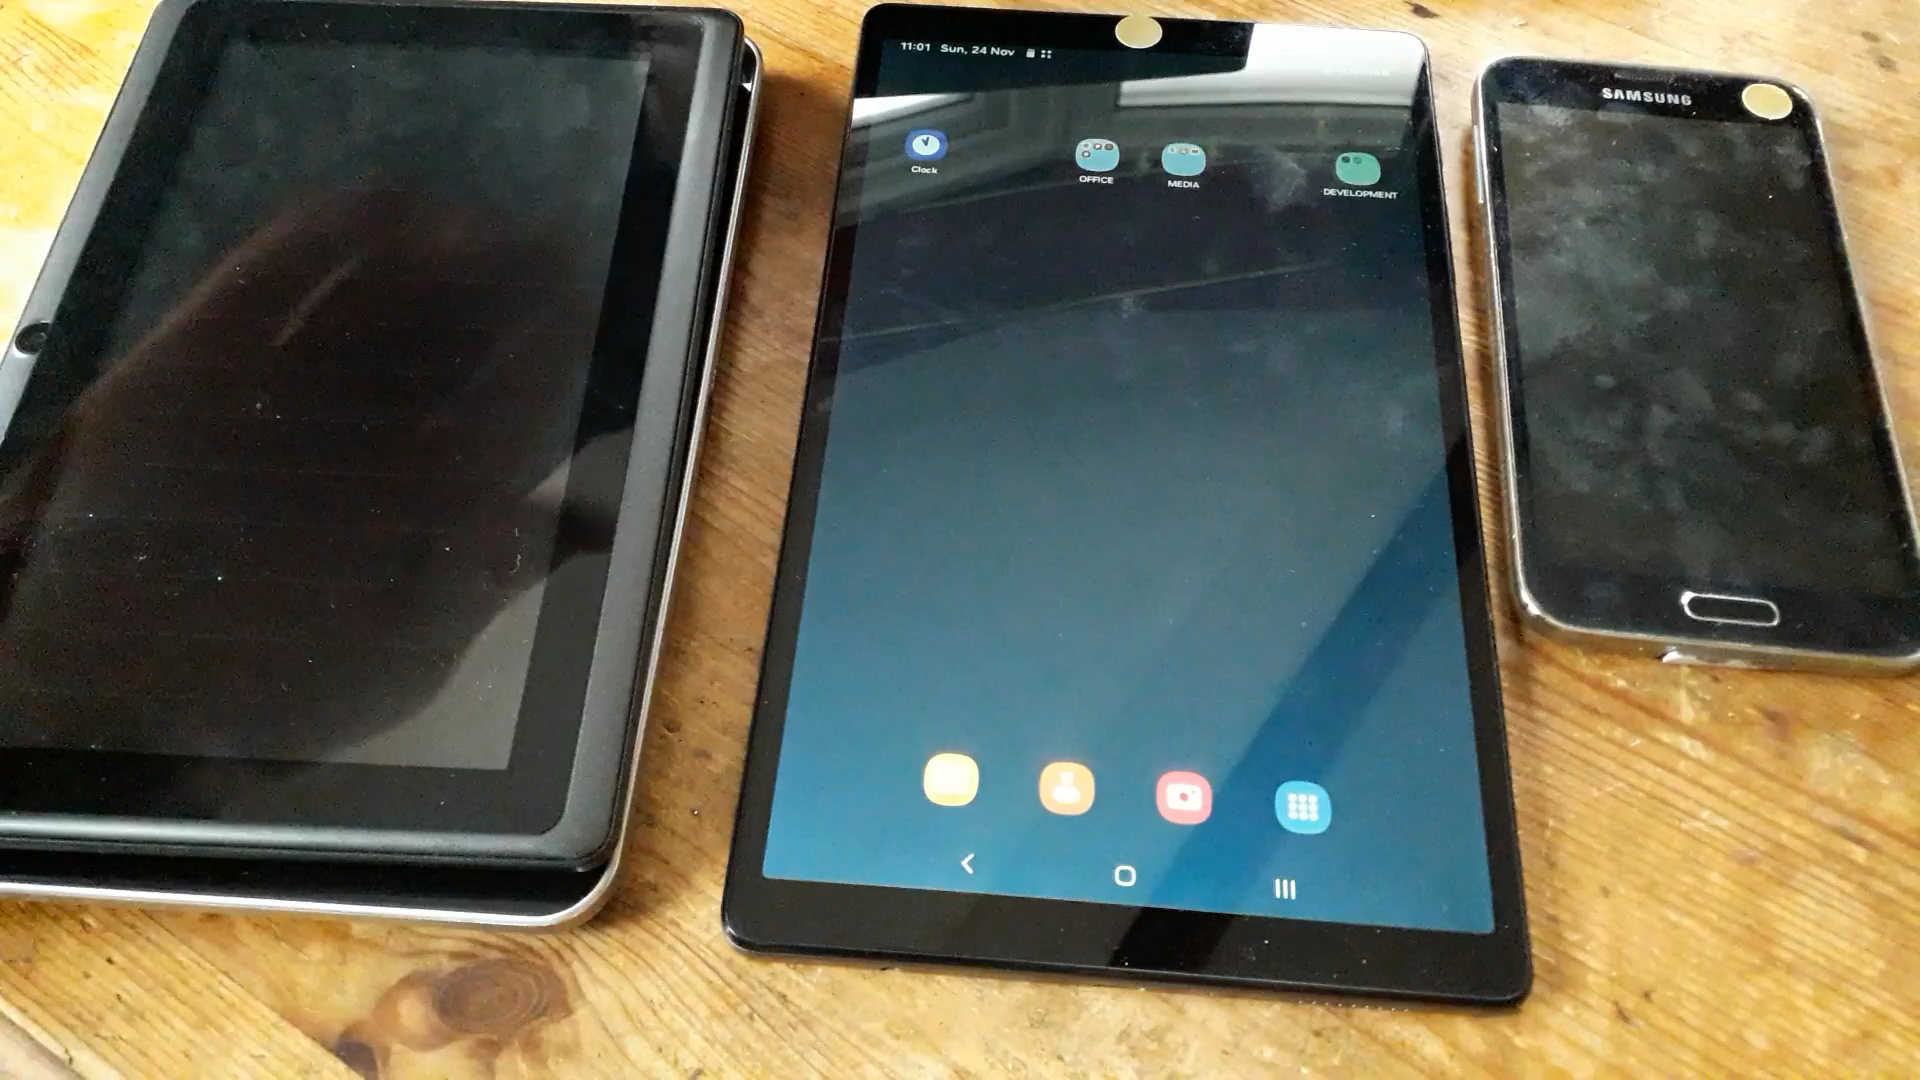 11:01 Sun, 24 Nov
SAMSUNG
Clock
OFFICE
MEDIA
DEVELOPMENT